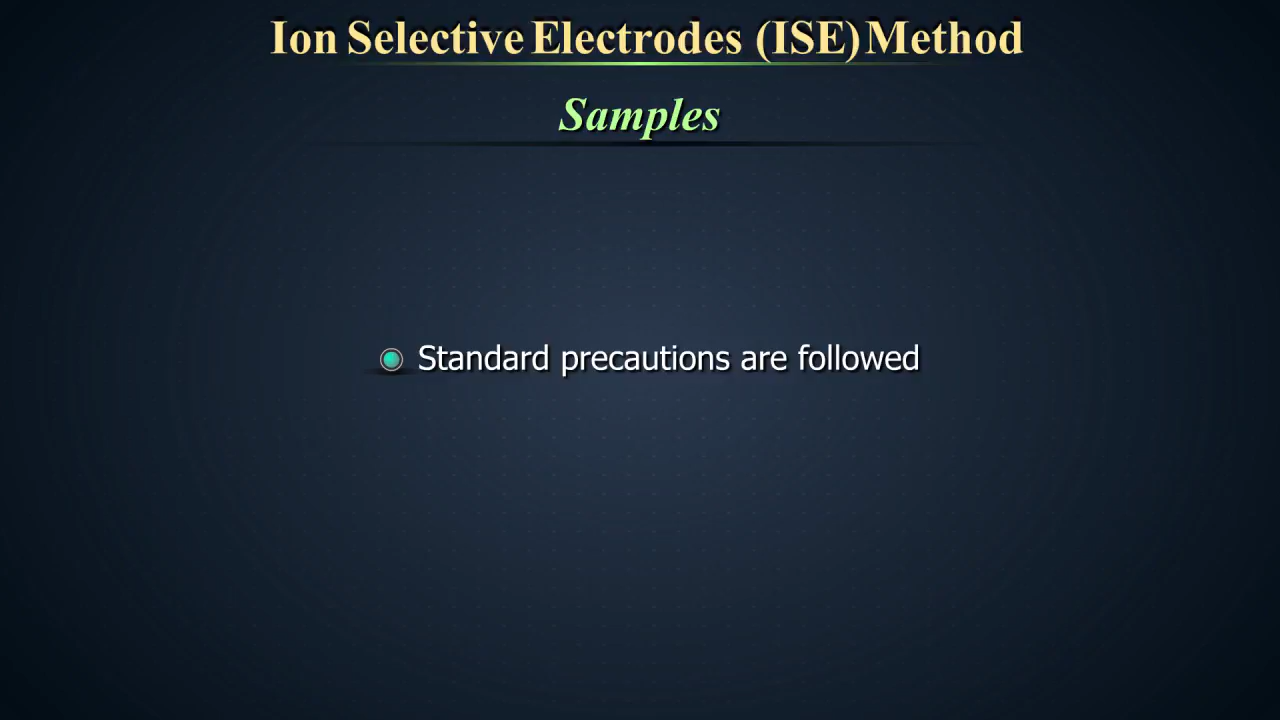 Ion Selective Electrodes (ISE) Method
Samples
Standard precautions are followed